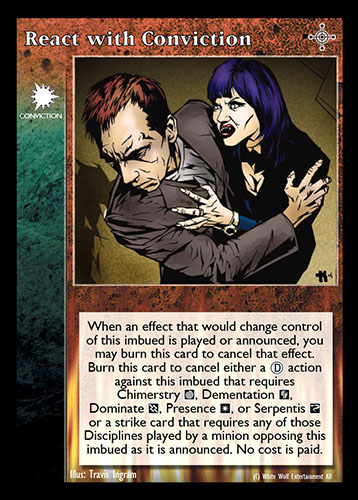 React with Conviction
CONVICTION
When an effect that would change control
of this imbued is played or announced, you
may burn this card to cancel that effect.
Burn this card to cancel either a D action
against this imbued that requires
Chimerstry, Dementation,
Dominate, Presence, or Serpentis
or a strike card that requires any of those
Disciplines played by a minion opposing this
imbued as it is announced. No cost is paid.
Illus: Travis Ingram
(C) White Wolf Entertainment AB